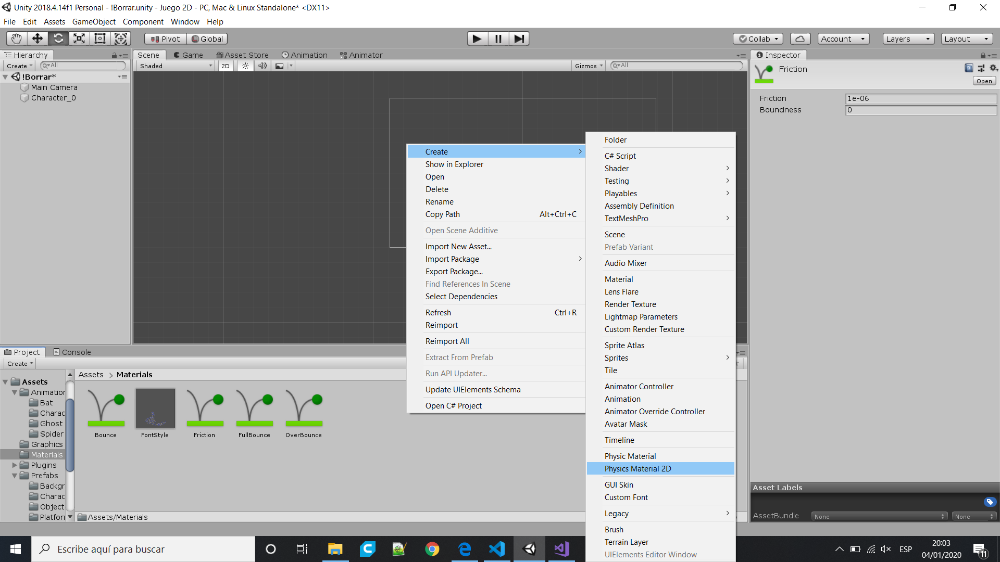 Unity 2018.4.14f1 Personal - !Borrar.unity - Juego 2D - PC, Mac & Linux Standalone* <DX11>
File Edit Assets GameObject Component Window Help
Pivot Global Collab Account Layers Layout
Hierarchy
Create All
!Borrar*
Main Camera
Character_0
Scene Game Asset Store Animation Animator
Shaded 2D Gizmos All
Inspector
Friction
Open
Friction 1e-06
Bounciness 0
Create
Show in Explorer
Open
Delete
Rename
Copy Path Alt+Ctrl+C
Open Scene Additive
Import New Asset...
Import Package
Export Package...
Find References In Scene
Select Dependencies
Refresh Ctrl+R
Reimport
Reimport All
Extract From Prefab
Run API Updater...
Update UIElements Schema
Open C# Project
Folder
C# Script
Shader
Testing
Playables
Assembly Definition
TextMeshPro
Scene
Prefab Variant
Audio Mixer
Material
Lens Flare
Render Texture
Lightmap Parameters
Custom Render Texture
Sprite Atlas
Sprites
Tile
Animator Controller
Animation
Animator Override Controller
Avatar Mask
Timeline
Physic Material
Physics Material 2D
GUI Skin
Custom Font
Legacy
Brush
Terrain Layer
UIElements Editor Window
Project Console
Create
Assets
Animation
Bat
Charac
Ghost
Spider
Graphics
Materials
Plugins
Prefabs
Backgr
Charac
Object
Platfor
Assets > Materials
Bounce FontStyle Friction FullBounce OverBounce
Assets/Materials
Asset Labels
AssetBundle None None
Escribe aquí para buscar
ESP
20:03
04/01/2020
11